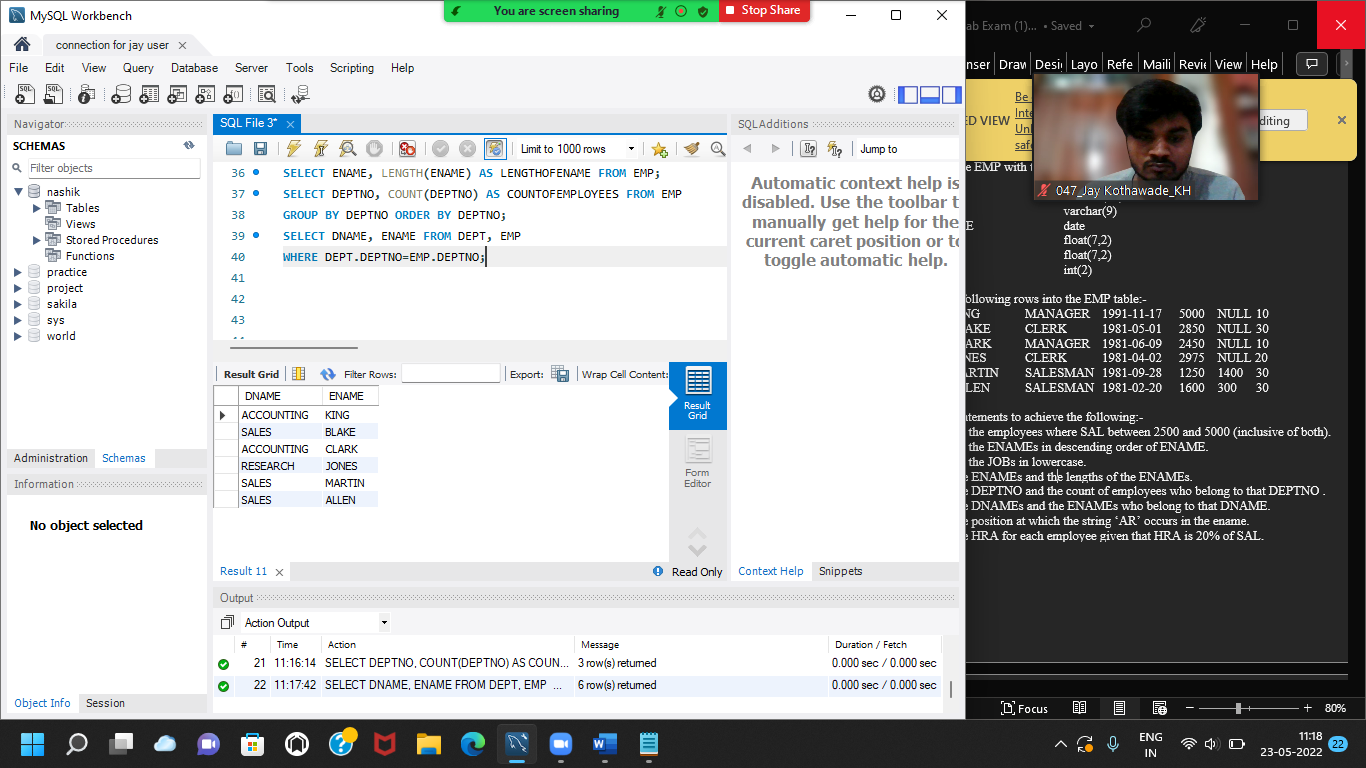 MySQL Workbench
You are screen sharing
Stop Share
connection for jay user
File Edit View Query Database Server Tools Scripting Help
Navigator
SCHEMAS
Filter objects
nashik
Tables
Views
Stored Procedures
Functions
practice
project
sakila
sys
world
Administration Schemas
Information
No object selected
Object Info Session
SQL File 3*
Limit to 1000 rows
36 SELECT ENAME, LENGTH(ENAME) AS LENGTHOFENAME FROM EMP;
37 SELECT DEPTNO, COUNT(DEPTNO) AS COUNTOFEMPLOYEES FROM EMP
38 GROUP BY DEPTNO ORDER BY DEPTNO;
39 SELECT DNAME, ENAME FROM DEPT, EMP
40 WHERE DEPT.DEPTNO=EMP.DEPTNO;
41
42
43
Result Grid Filter Rows: Export: Wrap Cell Content:
DNAME ENAME
ACCOUNTING KING
SALES BLAKE
ACCOUNTING CLARK
RESEARCH JONES
SALES MARTIN
SALES ALLEN
Result Grid
Form Editor
Result 11
Read Only
SQLAdditions
Jump to
Automatic context help is
disabled. Use the toolbar t
manually get help for the
current caret position or to
toggle automatic help.
Context Help Snippets
Output
Action Output
# Time Action Message Duration / Fetch
21 11:16:14 SELECT DEPTNO, COUNT(DEPTNO) AS COUN... 3 row(s) returned 0.000 sec / 0.000 sec
22 11:17:42 SELECT DNAME, ENAME FROM DEPT, EMP ... 6 row(s) returned 0.000 sec / 0.000 sec
ab Exam (1)... • Saved
nser Draw Desi Layo Refe Maili Revi View Help
ED VIEW
Be
Inte
Unl
safe
diting
047_Jay Kothawade_KH
e EMP with t
varchar(9)
E date
float(7,2)
float(7,2)
int(2)
ollowing rows into the EMP table:-
NG MANAGER 1991-11-17 5000 NULL 10
AKE CLERK 1981-05-01 2850 NULL 30
ARK MANAGER 1981-06-09 2450 NULL 10
NES CLERK 1981-04-02 2975 NULL 20
ARTIN SALESMAN 1981-09-28 1250 1400 30
LEN SALESMAN 1981-02-20 1600 300 30
atements to achieve the following:-
the employees where SAL between 2500 and 5000 (inclusive of both).
the ENAMEs in descending order of ENAME.
the JOBs in lowercase.
e ENAMEs and the lengths of the ENAMEs.
e DEPTNO and the count of employees who belong to that DEPTNO .
e DNAMEs and the ENAMEs who belong to that DNAME.
e position at which the string ‘AR’ occurs in the ename.
e HRA for each employee given that HRA is 20% of SAL.
Focus
80%
ENG
IN
11:18
23-05-2022
22